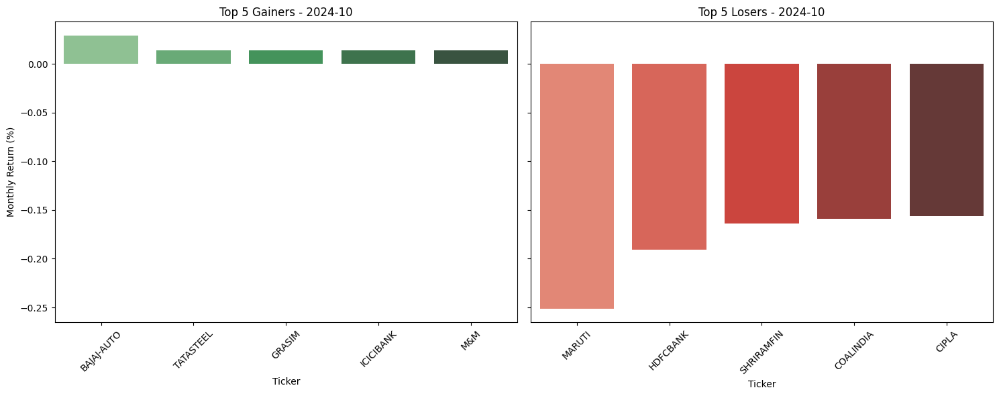 Top 5 Gainers - 2024-10
Monthly Return (%)
0.00
−0.05
−0.10
−0.15
−0.20
−0.25
BAJAJ-AUTO
TATASTEEL
GRASIM
ICICIBANK
M&M
Ticker
Top 5 Losers - 2024-10
MARUTI
HDFCBANK
SHRIRAMFIN
COALINDIA
CIPLA
Ticker